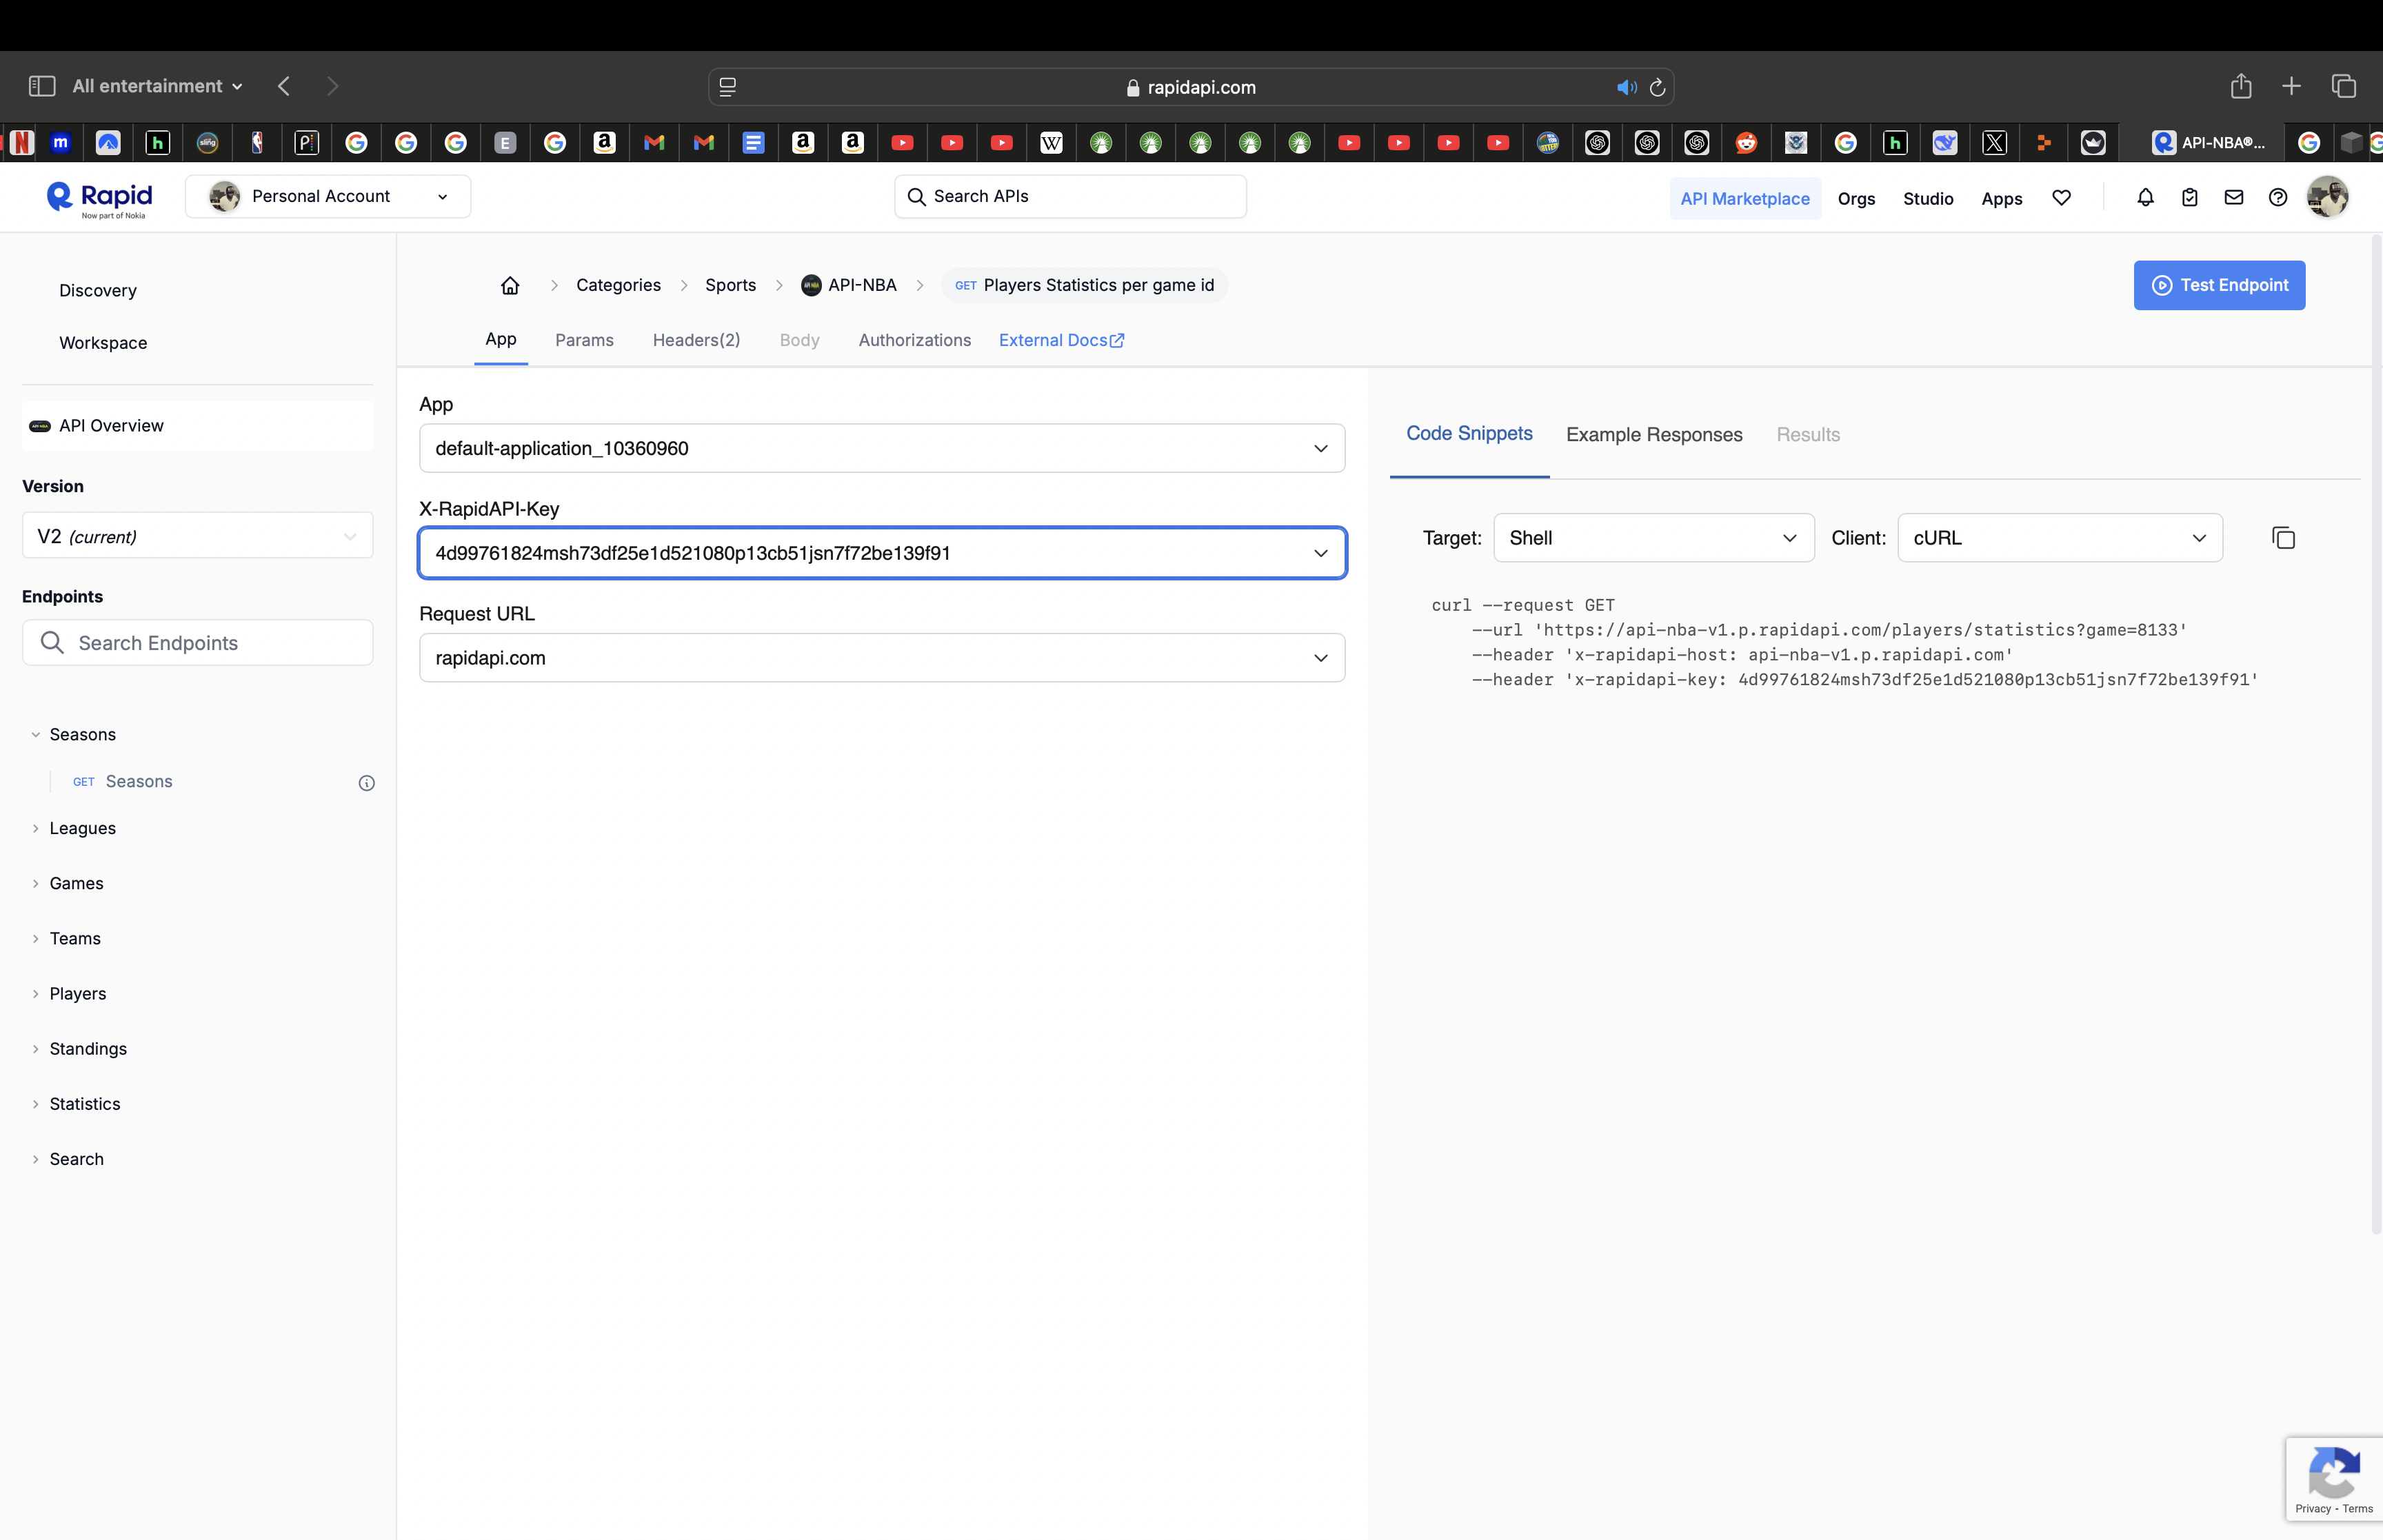 All entertainment
rapidapi.com
API-NBA®...
Rapid
Now part of Nokia
Personal Account
Search APIs
API Marketplace
Orgs
Studio
Apps
Discovery
Workspace
API Overview
Version
V2 (current)
Endpoints
Search Endpoints
Seasons
GET Seasons
Leagues
Games
Teams
Players
Standings
Statistics
Search
Categories
Sports
API-NBA
GET Players Statistics per game id
Test Endpoint
App
Params
Headers(2)
Body
Authorizations
External Docs
App
default-application_10360960
X-RapidAPI-Key
4d99761824msh73df25e1d521080p13cb51jsn7f72be139f91
Request URL
rapidapi.com
Code Snippets
Example Responses
Results
Target:
Shell
Client:
cURL
curl --request GET
--url 'https://api-nba-v1.p.rapidapi.com/players/statistics?game=8133'
--header 'x-rapidapi-host: api-nba-v1.p.rapidapi.com'
--header 'x-rapidapi-key: 4d99761824msh73df25e1d521080p13cb51jsn7f72be139f91'
Privacy - Terms